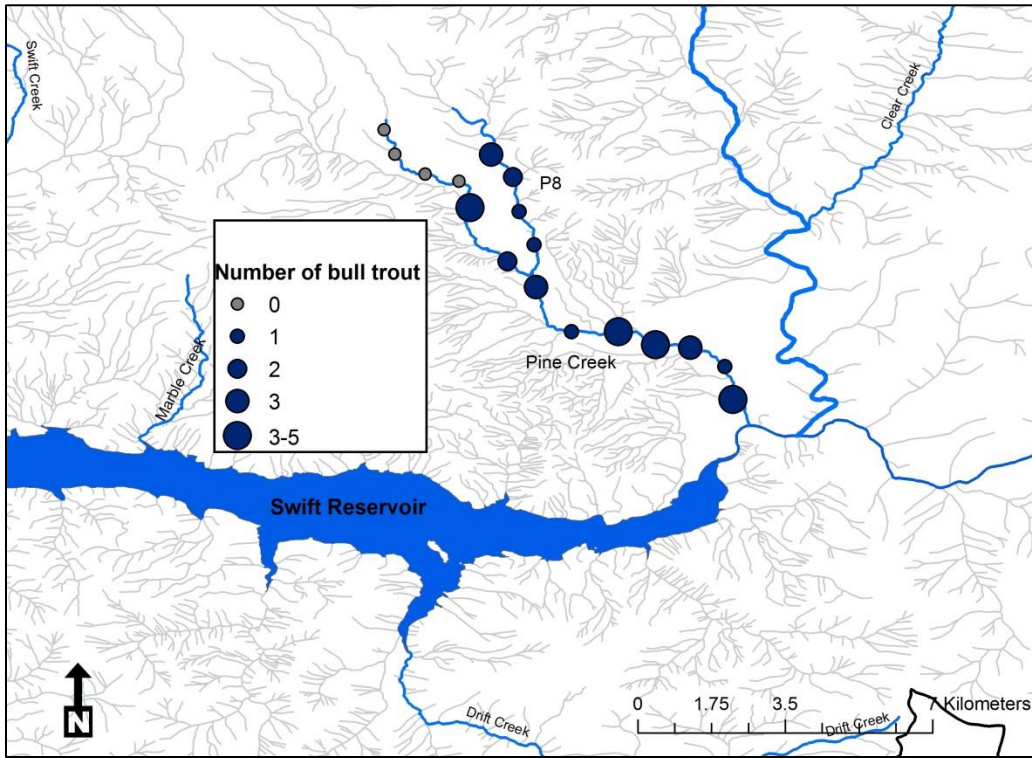 Swift Creek
Clear Creek
P8
Number of bull trout
0
1
2
3
3-5
Marble Creek
Pine Creek
Swift Reservoir
N
Drift Creek
0 1.75 3.5 7 Kilometers
Drift Creek